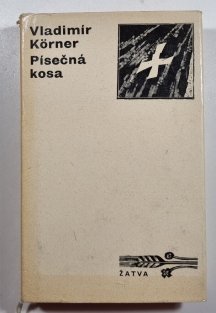 Vladimír
Körner
Písečná
kosa
ŽATVA